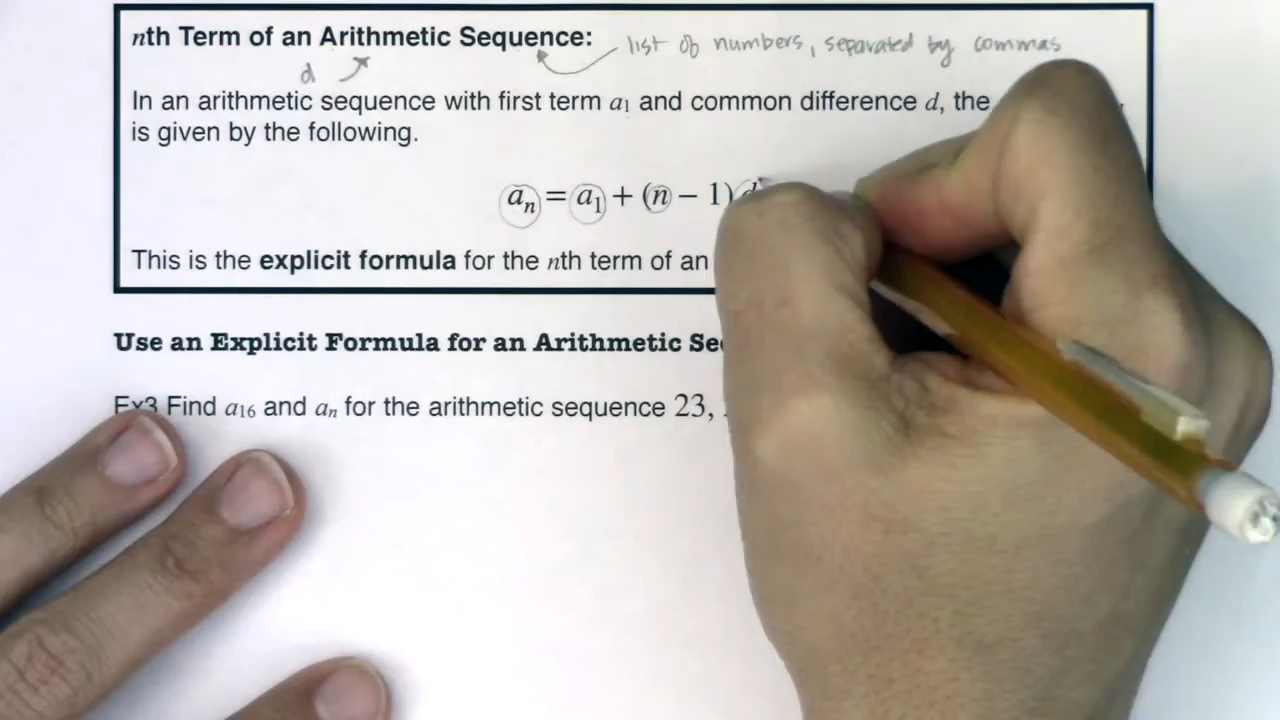 nth Term of an Arithmetic Sequence: list of numbers, separated by commas
d
In an arithmetic sequence with first term a₁ and common difference d, the
is given by the following.
aₙ = a₁ + (n − 1)d
This is the explicit formula for the nth term of an
Use an Explicit Formula for an Arithmetic
Ex3 Find a₁₆ and aₙ for the arithmetic sequence 23,